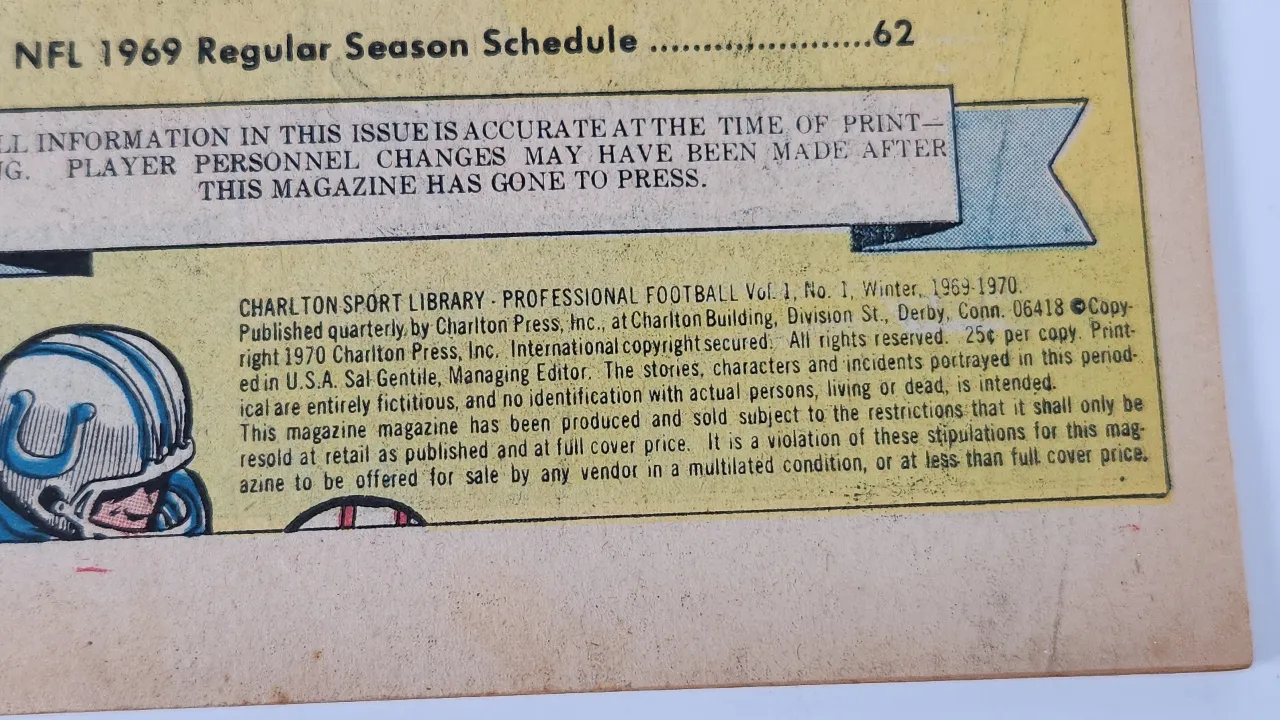 NFL 1969 Regular Season Schedule ......................62
LL INFORMATION IN THIS ISSUE IS ACCURATE AT THE TIME OF PRINT-
G. PLAYER PERSONNEL CHANGES MAY HAVE BEEN MADE AFTER
THIS MAGAZINE HAS GONE TO PRESS.
CHARLTON SPORT LIBRARY - PROFESSIONAL FOOTBALL Vol. 1, No. 1, Winter, 1969-1970.
Published quarterly by Charlton Press, Inc., at Charlton Building, Division St., Derby, Conn. 06418 ©Copy-
right 1970 Charlton Press, Inc. International copyright secured. All rights reserved. 25¢ per copy. Print-
ed in U.S.A. Sal Gentile, Managing Editor. The stories, characters and incidents portrayed in this period-
ical are entirely fictitious, and no identification with actual persons, living or dead, is intended.
This magazine magazine has been produced and sold subject to the restrictions that it shall only be
resold at retail as published and at full cover price. It is a violation of these stipulations for this mag-
azine to be offered for sale by any vendor in a multilated condition, or at less than full cover price.